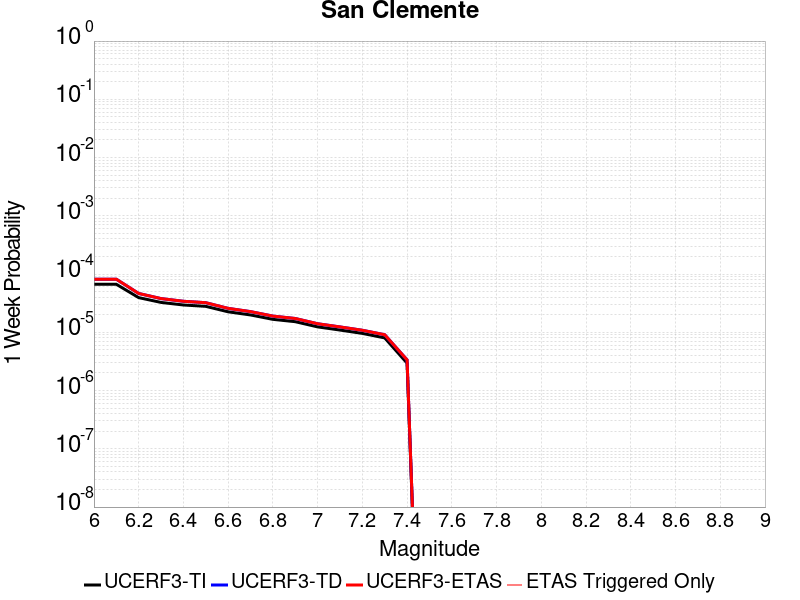 San Clemente
1 Week Probability
10^0
10^-1
10^-2
10^-3
10^-4
10^-5
10^-6
10^-7
10^-8
6 6.2 6.4 6.6 6.8 7 7.2 7.4 7.6 7.8 8 8.2 8.4 8.6 8.8 9
Magnitude
UCERF3-TI UCERF3-TD UCERF3-ETAS ETAS Triggered Only